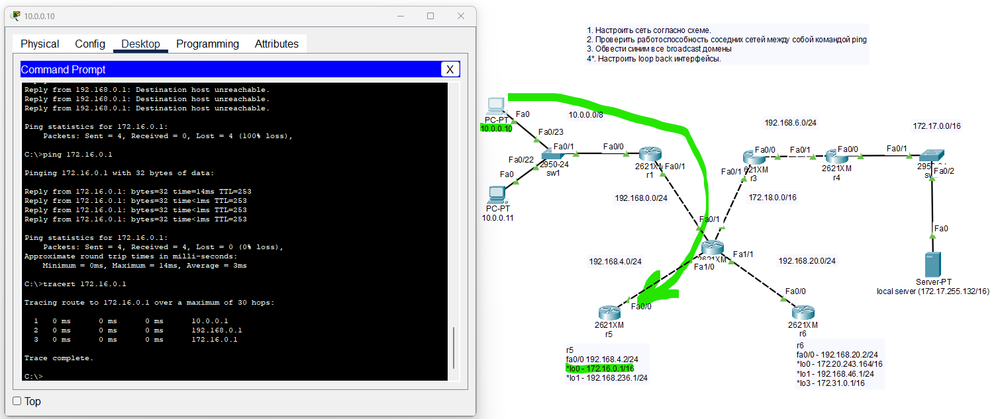 10.0.0.10
Physical Config Desktop Programming Attributes
Command Prompt
X
Reply from 192.168.0.1: Destination host unreachable.
Reply from 192.168.0.1: Destination host unreachable.
Reply from 192.168.0.1: Destination host unreachable.
Ping statistics for 172.16.0.1:
Packets: Sent = 4, Received = 0, Lost = 4 (100% loss),
C:\>ping 172.16.0.1
Pinging 172.16.0.1 with 32 bytes of data:
Reply from 172.16.0.1: bytes=32 time=14ms TTL=253
Reply from 172.16.0.1: bytes=32 time<1ms TTL=253
Reply from 172.16.0.1: bytes=32 time<1ms TTL=253
Reply from 172.16.0.1: bytes=32 time<1ms TTL=253
Ping statistics for 172.16.0.1:
Packets: Sent = 4, Received = 4, Lost = 0 (0% loss),
Approximate round trip times in milli-seconds:
Minimum = 0ms, Maximum = 14ms, Average = 3ms
C:\>tracert 172.16.0.1
Tracing route to 172.16.0.1 over a maximum of 30 hops:
1 0 ms 0 ms 0 ms 10.0.0.1
2 0 ms 0 ms 0 ms 192.168.0.1
3 0 ms 0 ms 0 ms 172.16.0.1
Trace complete.
C:\>
Top
1. Настроить сеть согласно схеме.
2. Проверить работоспособность соседних сетей между собой командой ping
3. Обвести синим все broadcast домены
4*. Настроить loop back интерфейсы.
PC-PT
10.0.0.10
Fa0
Fa0/23
10.0.0.0/8
Fa0/1
Fa0/0
Fa0/22
2950-24
sw1
Fa0
PC-PT
10.0.0.11
2621XM
r1
Fa0/1
192.168.0.0/24
192.168.6.0/24
172.17.0.0/16
Fa0/0
Fa0/1
Fa0/0
Fa0/1
Fa0/1
621XM
r3
2621XM
r4
Fa0/2
172.18.0.0/16
Fa0/1
Fa0
192.168.4.0/24
2621XM
Fa1/0
Fa1/1
192.168.20.0/24
Server-PT
local server (172.17.255.132/16)
Fa0/0
2621XM
r5
Fa0/0
2621XM
r6
r5
fa0/0 192.168.4.2/24
*lo0 - 172.16.0.1/16
*lo1 - 192.168.236.1/24
r6
fa0/0 - 192.168.20.2/24
*lo0 - 172.20.243.164/16
*lo1 - 192.168.46.1/24
*lo3 - 172.31.0.1/16